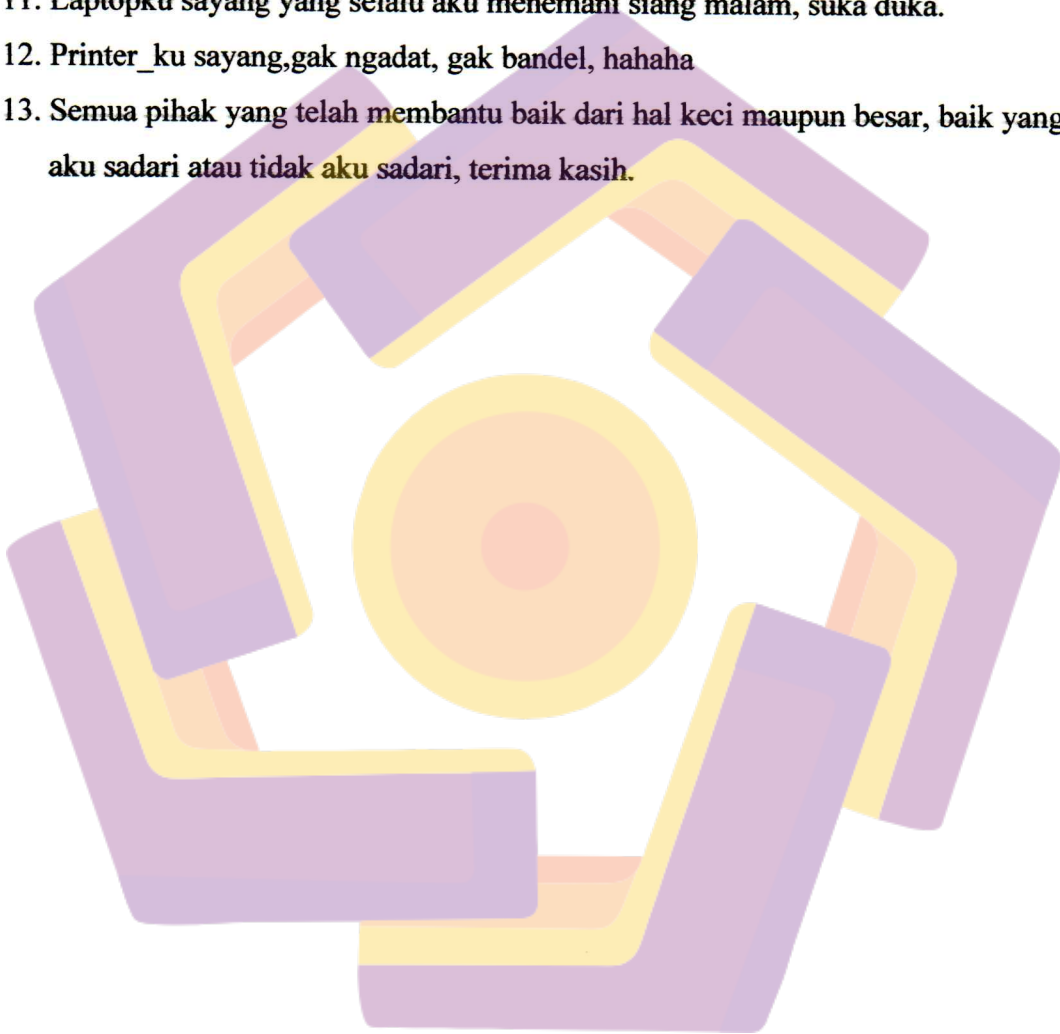 11. Laptopku sayang yang selalu aku menemani siang malam, suka duka.
12. Printer_ku sayang,gak ngadat, gak bandel, hahaha
13. Semua pihak yang telah membantu baik dari hal keci maupun besar, baik yang
aku sadari atau tidak aku sadari, terima kasih.